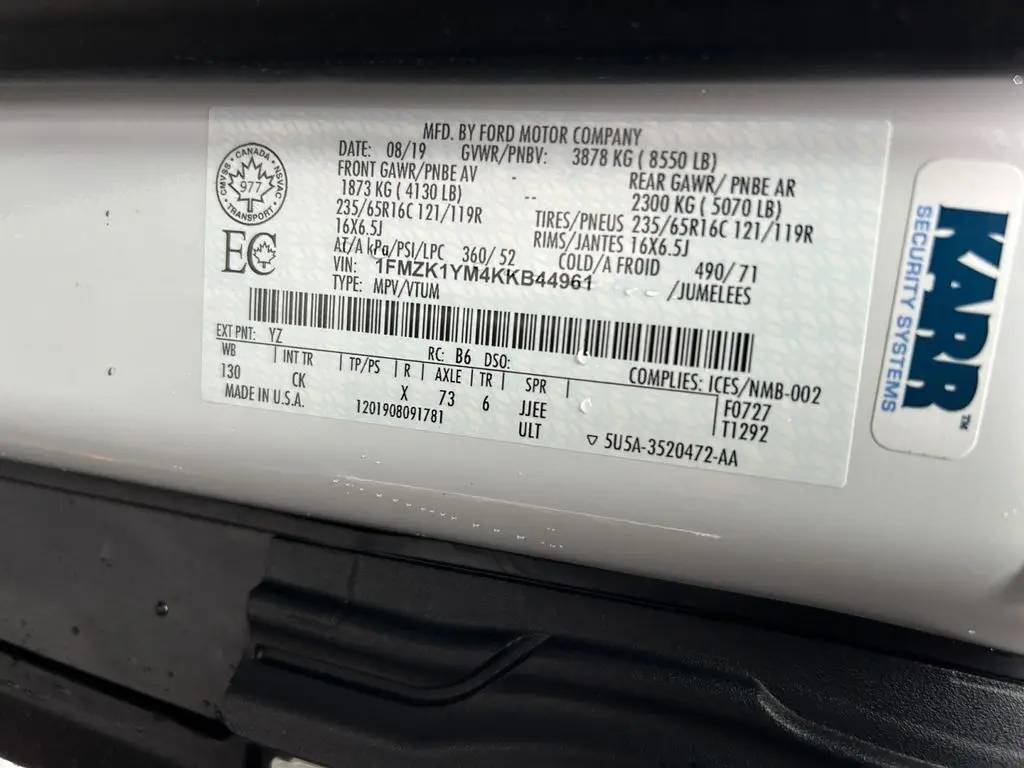 MFD. BY FORD MOTOR COMPANY
DATE: 08/19 GVWR/PNBV: 3878 KG ( 8550 LB)
FRONT GAWR/PNBE AV - REAR GAWR/ PNBE AR
1873 KG ( 4130 LB) -- 2300 KG ( 5070 LB)
235/65R16C 121/119R TIRES/PNEUS 235/65R16C 121/119R
16X6.5J RIMS/JANTES 16X6.5J
AT/A kPa/PSI/LPC 360/ 52 COLD/A FROID 490/ 71
VIN: 1FMZK1YM4KKB44961 /JUMELEES
TYPE: MPV/VTUM
CMVSS • CANADA • NSVAC • TRANSPORT •
977
EC
EXT PNT: YZ RC: B6 DSO: COMPLIES: ICES/NMB-002
WB INT TR TP/PS R AXLE TR SPR F0727
130 CK X 73 6 JJEE T1292
MADE IN U.S.A. 1201908091781 ULT ▽ 5U5A-3520472-AA
KARR™
SECURITY SYSTEMS